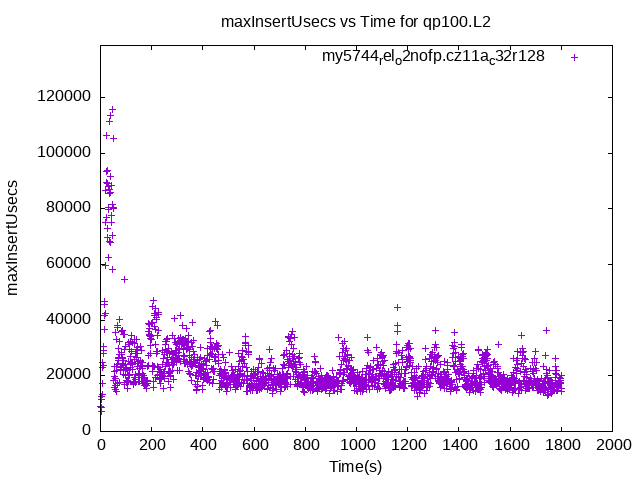 maxInsertUsecs vs Time for qp100.L2
my5744relo2nofp.cz11ac32r128
120000
100000
80000
60000
40000
20000
0
maxInsertUsecs
0 200 400 600 800 1000 1200 1400 1600 1800 2000
Time(s)